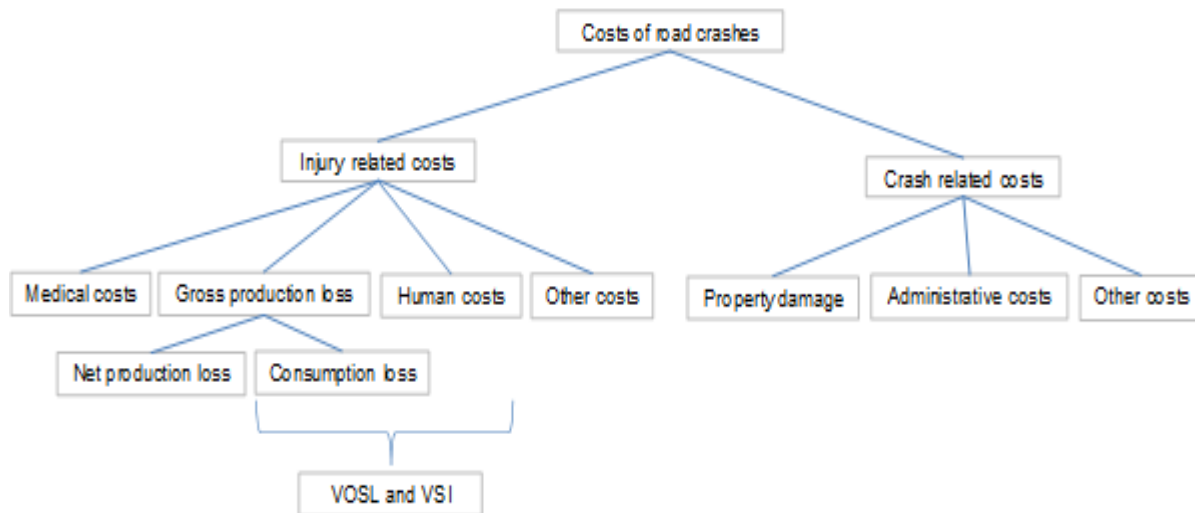 Costs of road crashes
Injury related costs
Crash related costs
Medical costs
Gross production loss
Human costs
Other costs
Property damage
Administrative costs
Other costs
Net production loss
Consumption loss
VOSL and VSI